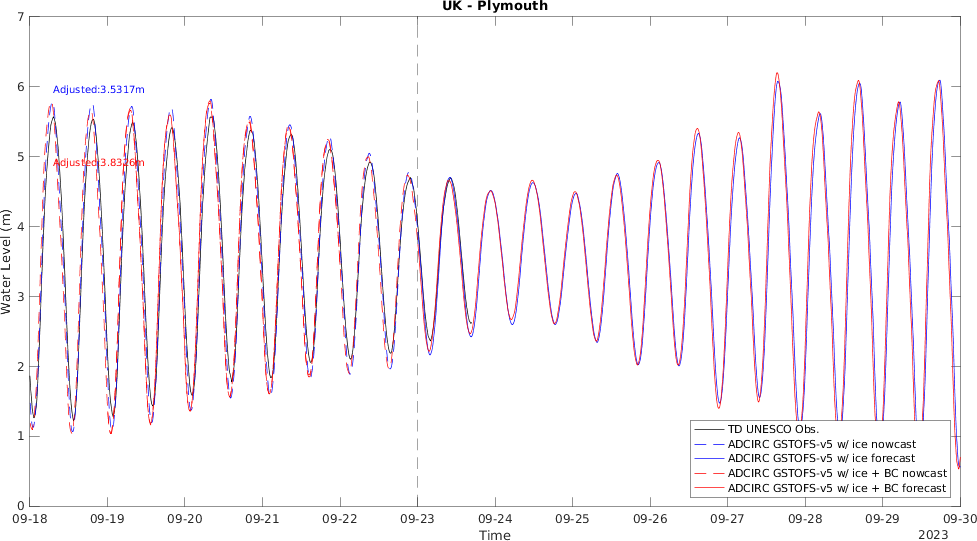 UK - Plymouth
7
6
5
4
3
2
1
0
Water Level (m)
Adjusted:3.5317m
Adjusted:3.8326m
TD UNESCO Obs.
ADCIRC GSTOFS-v5 w/ ice nowcast
ADCIRC GSTOFS-v5 w/ ice forecast
ADCIRC GSTOFS-v5 w/ ice + BC nowcast
ADCIRC GSTOFS-v5 w/ ice + BC forecast
09-18 09-19 09-20 09-21 09-22 09-23 09-24 09-25 09-26 09-27 09-28 09-29 09-30
Time
2023